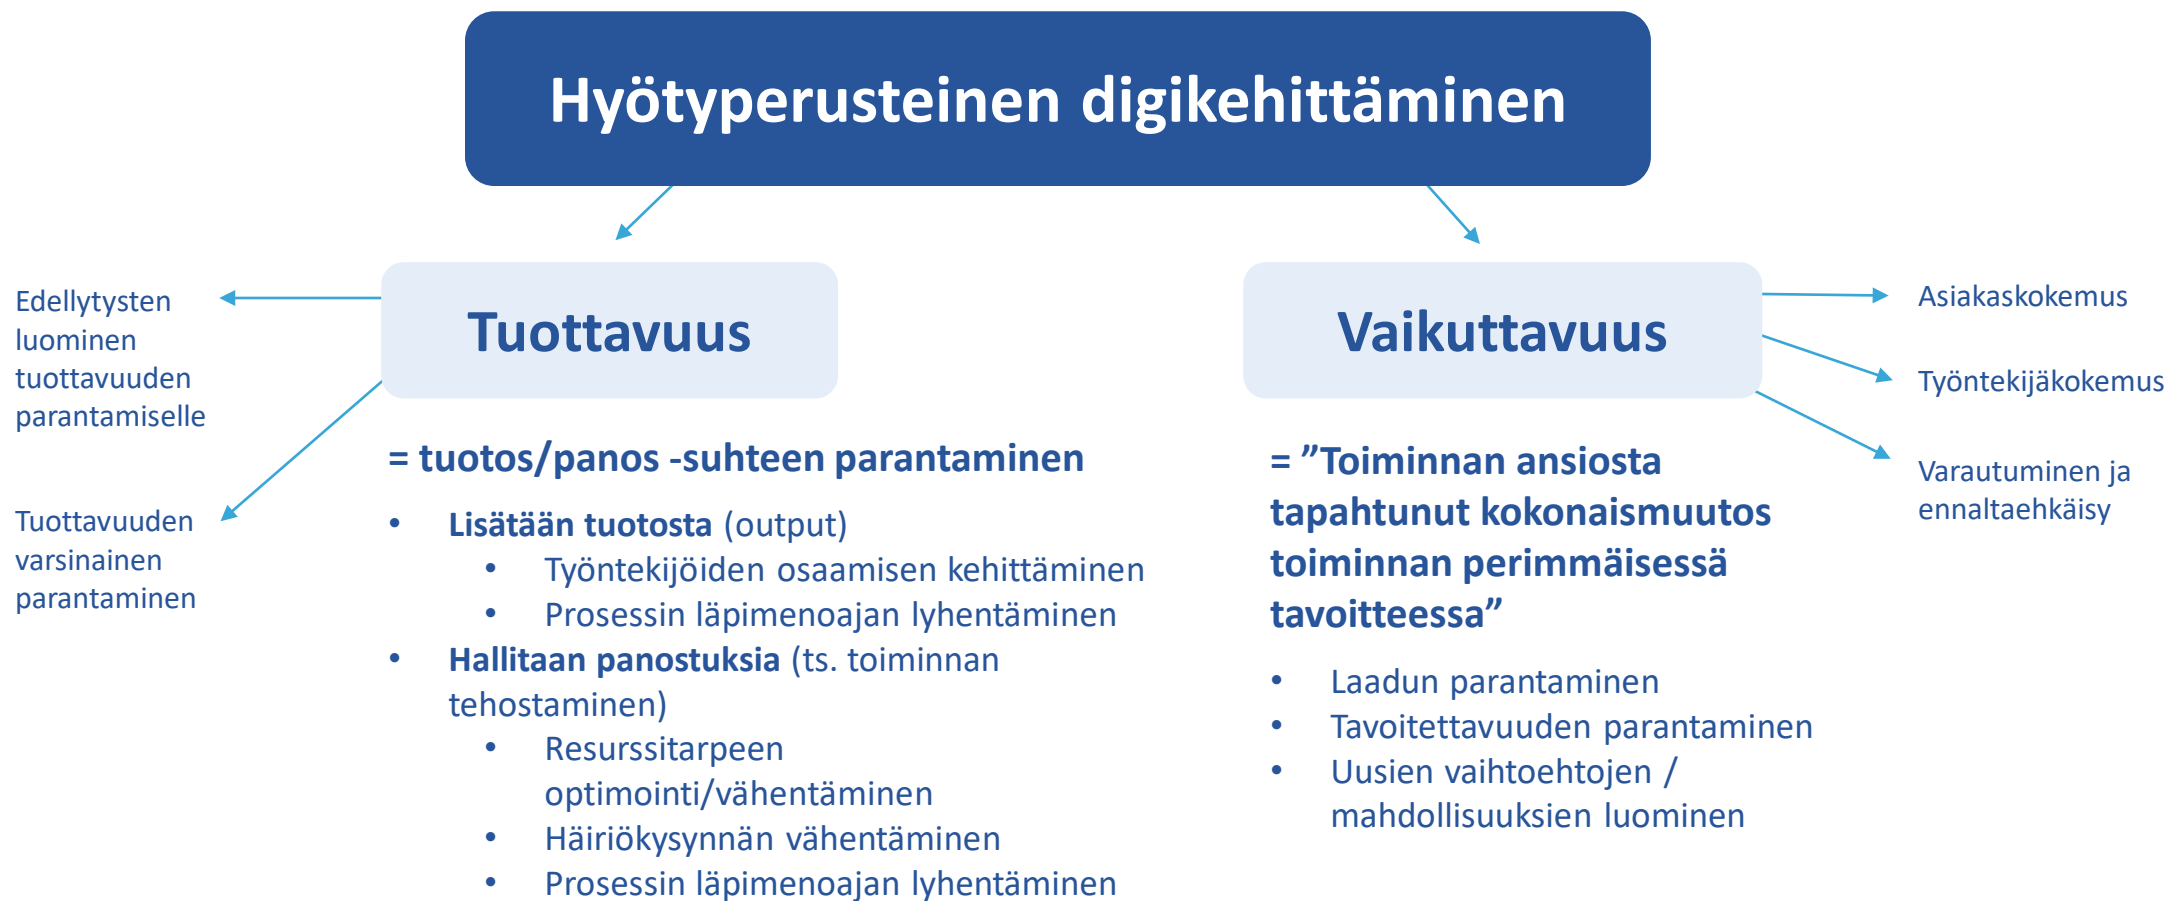 Hyötyperusteinen digikehittäminen
Edellytysten
luominen
tuottavuuden
parantamiselle
Tuottavuuden
varsinainen
parantaminen
Tuottavuus
= tuotos/panos -suhteen parantaminen
• Lisätään tuotosta (output)
• Työntekijöiden osaamisen kehittäminen
• Prosessin läpimenoajan lyhentäminen
• Hallitaan panostuksia (ts. toiminnan
tehostaminen)
• Resurssitarpeen
optimointi/vähentäminen
• Häiriökysynnän vähentäminen
• Prosessin läpimenoajan lyhentäminen
Vaikuttavuus
= ”Toiminnan ansiosta
tapahtunut kokonaismuutos
toiminnan perimmäisessä
tavoitteessa”
• Laadun parantaminen
• Tavoitettavuuden parantaminen
• Uusien vaihtoehtojen /
mahdollisuuksien luominen
Asiakaskokemus
Työntekijäkokemus
Varautuminen ja
ennaltaehkäisy